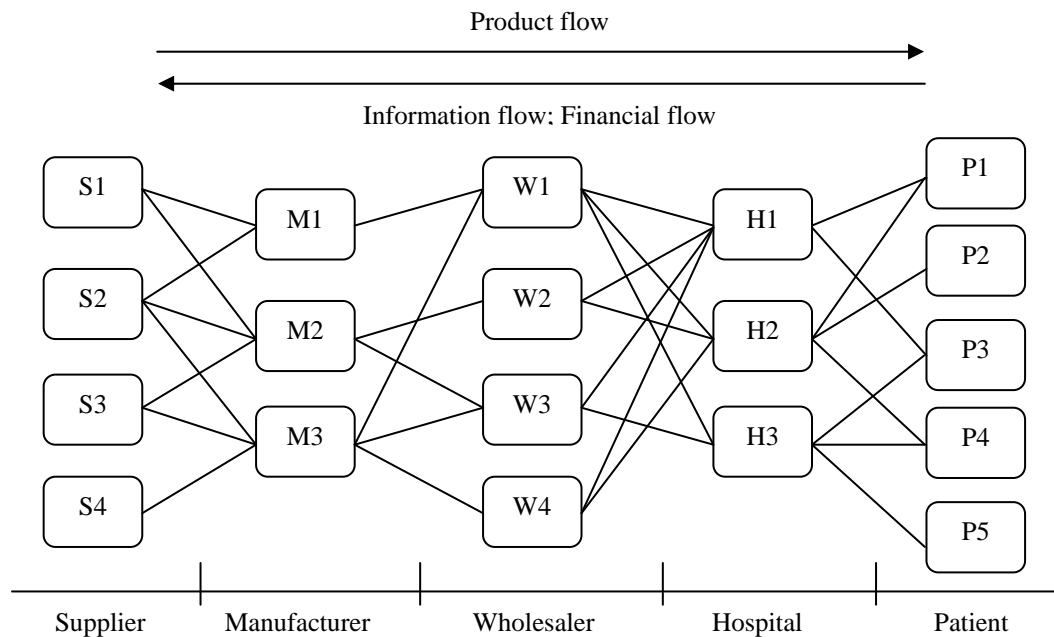 Product flow
Information flow; Financial flow
S1
S2
S3
S4
M1
M2
M3
W1
W2
W3
W4
H1
H2
H3
P1
P2
P3
P4
P5
Supplier
Manufacturer
Wholesaler
Hospital
Patient